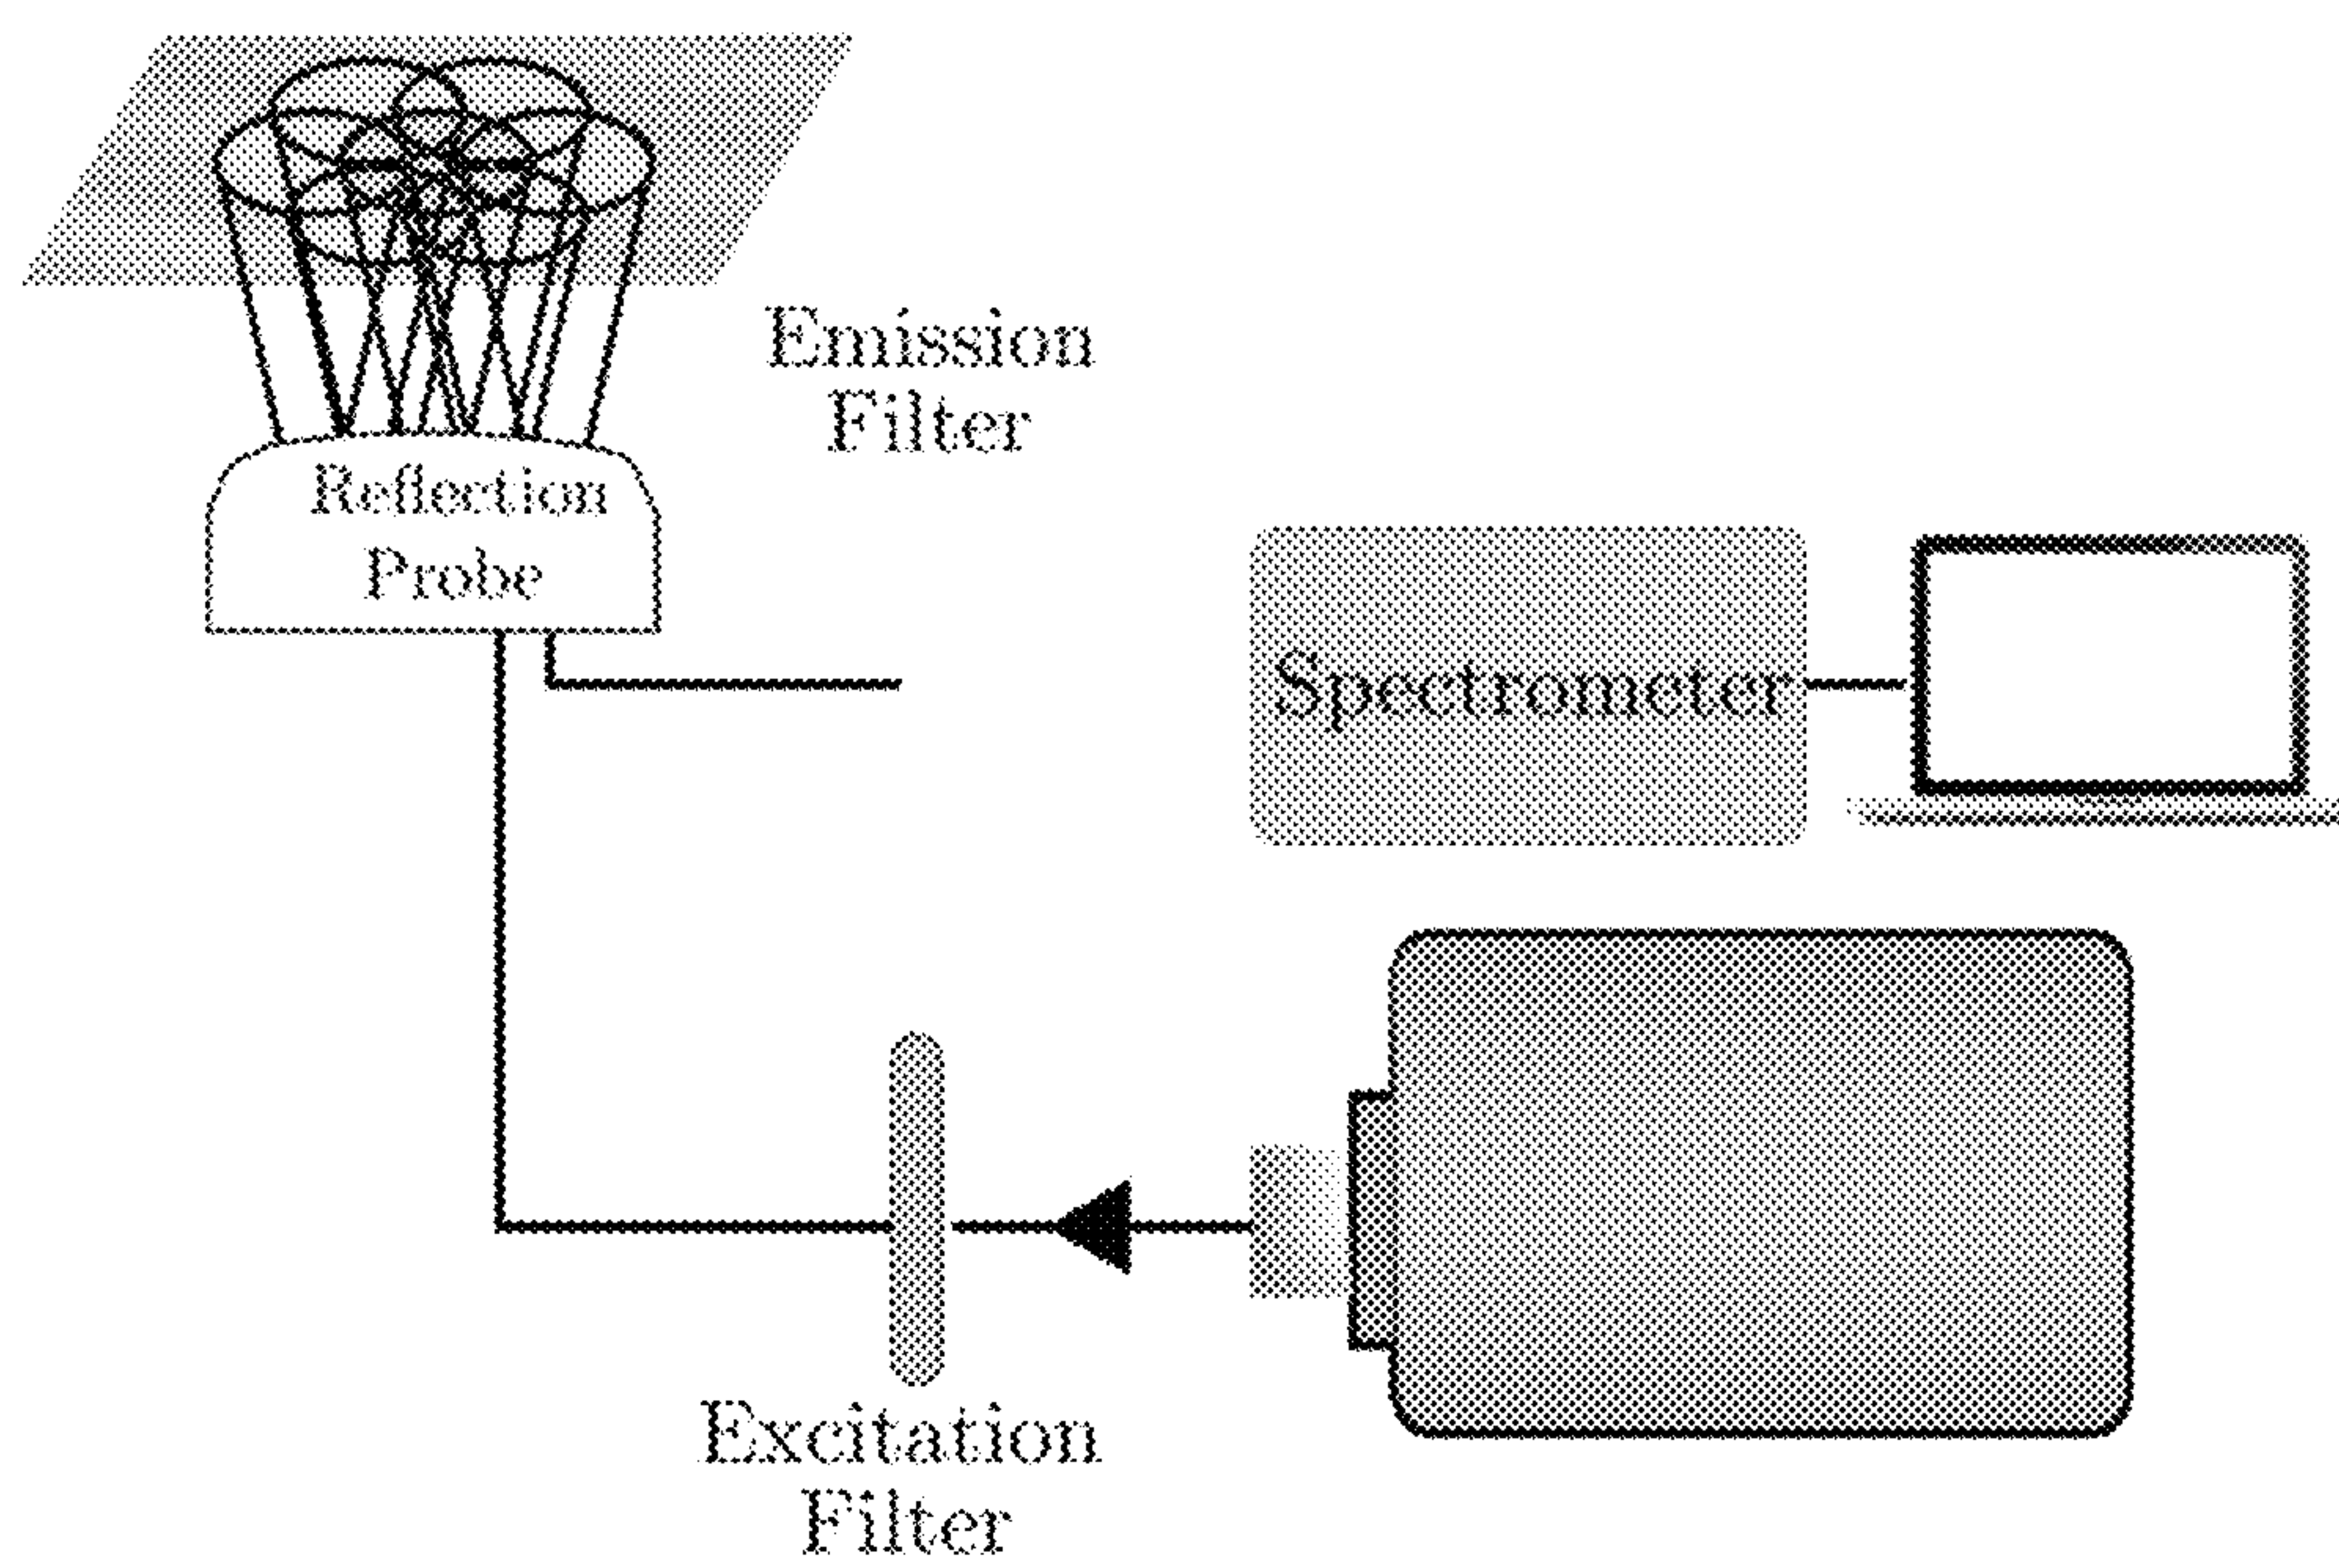 Emission
Filter
Reflection
Probe
Spectrometer
Excitation
Filter